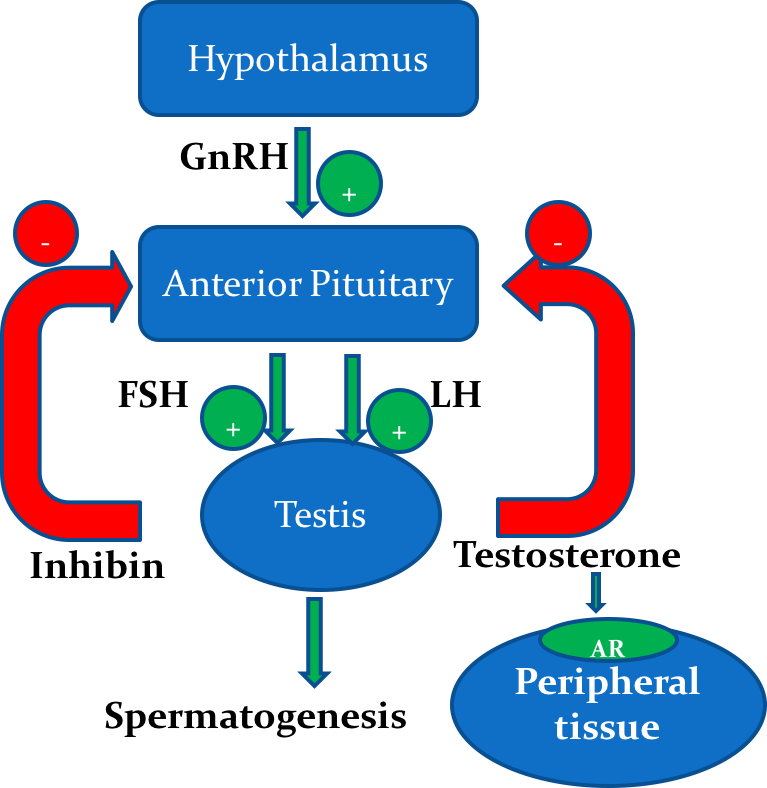 Hypothalamus
GnRH
+
-
-
Anterior Pituitary
FSH
LH
+
+
Testis
Inhibin
Testosterone
AR
Peripheral
tissue
Spermatogenesis